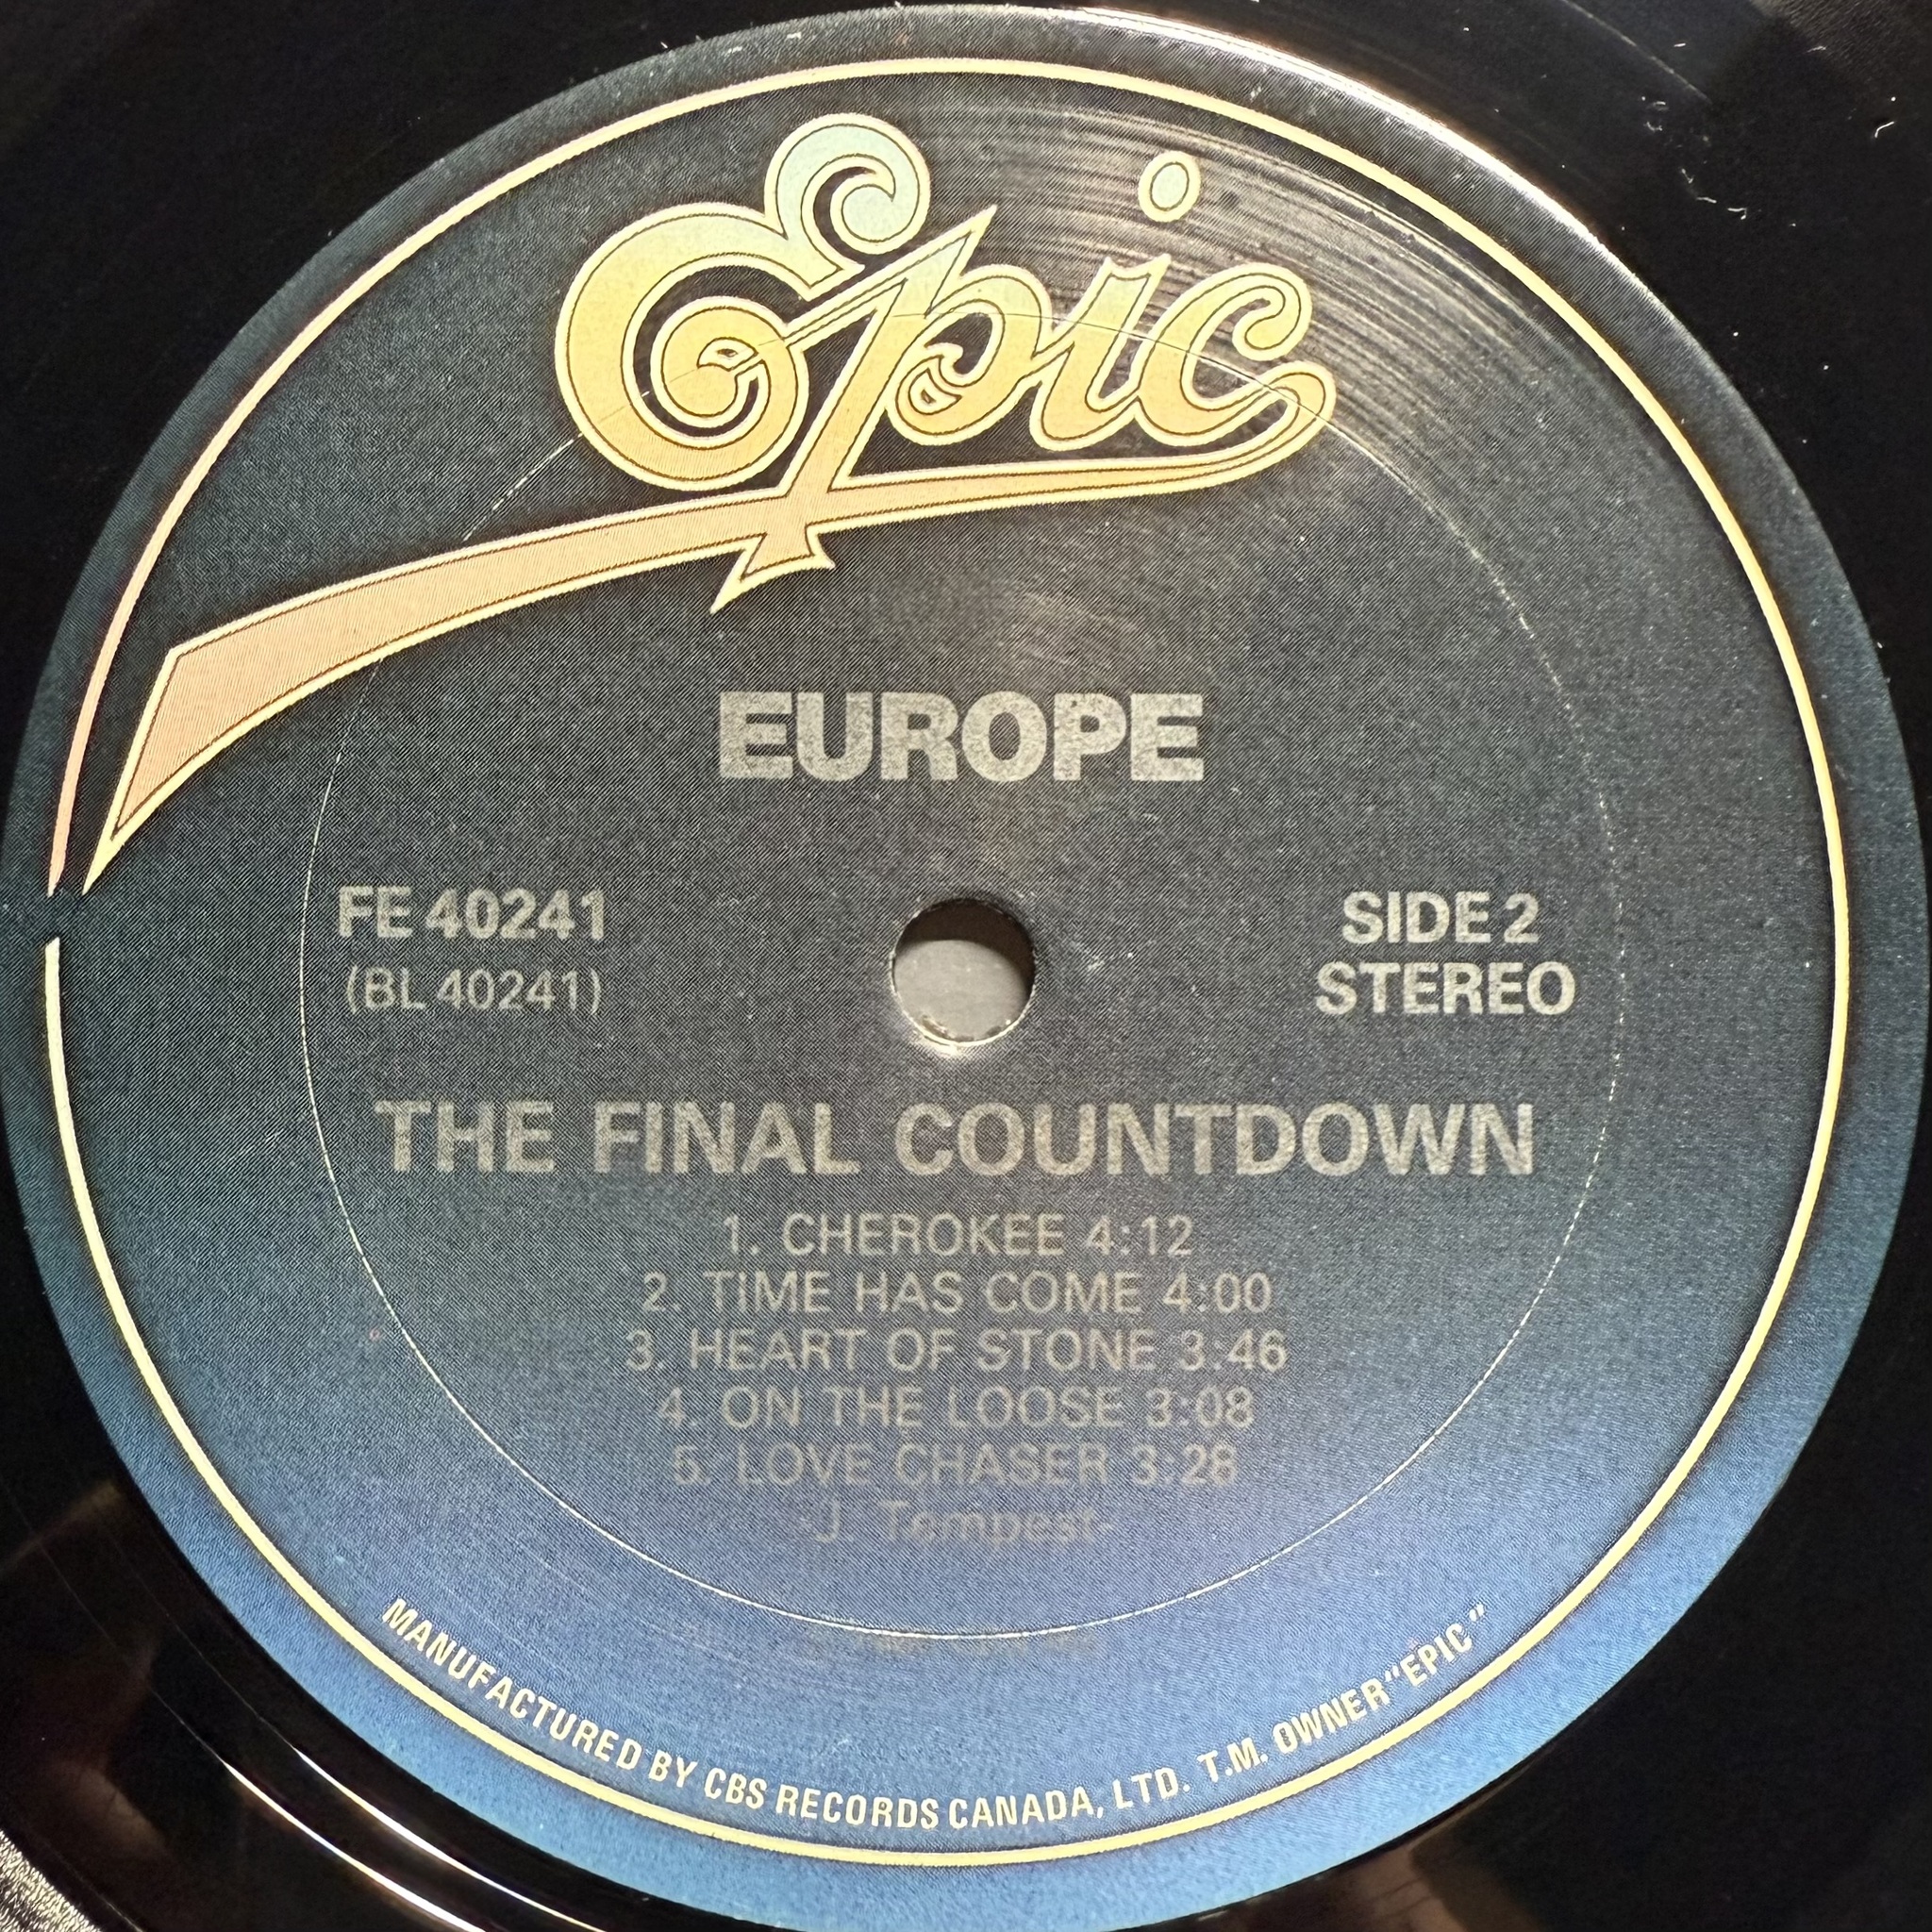 Epic
EUROPE
FE 40241
(BL 40241)
SIDE 2
STEREO
THE FINAL COUNTDOWN
1. CHEROKEE 4:12
2. TIME HAS COME 4:00
3. HEART OF STONE 3:46
4. ON THE LOOSE 3:08
5. LOVE CHASER 3:28
-J. Tempest-
MANUFACTURED BY CBS RECORDS CANADA, LTD. T.M. OWNER "EPIC"